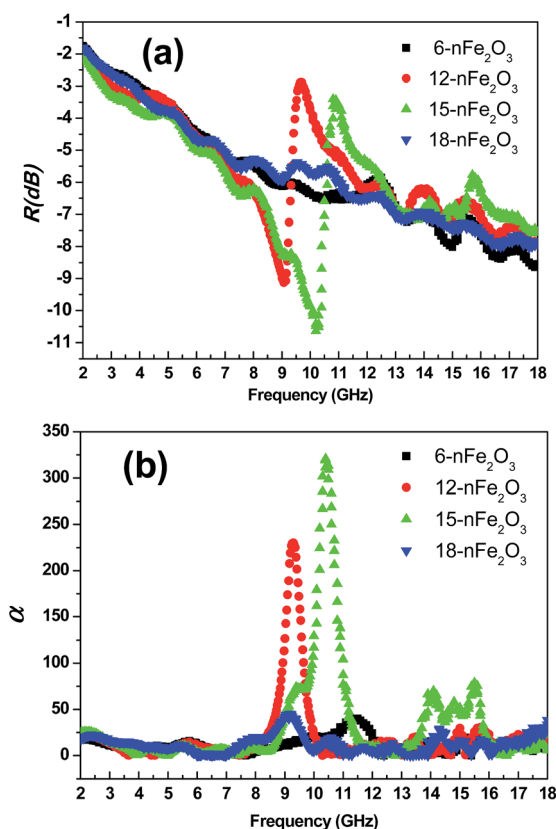 (a)
6-nFe₂O₃
12-nFe₂O₃
15-nFe₂O₃
18-nFe₂O₃
R(dB)
-1
-2
-3
-4
-5
-6
-7
-8
-9
-10
-11
2 3 4 5 6 7 8 9 10 11 12 13 14 15 16 17 18
Frequency (GHz)
(b)
6-nFe₂O₃
12-nFe₂O₃
15-nFe₂O₃
18-nFe₂O₃
α
350
300
250
200
150
100
50
0
2 3 4 5 6 7 8 9 10 11 12 13 14 15 16 17 18
Frequency (GHz)